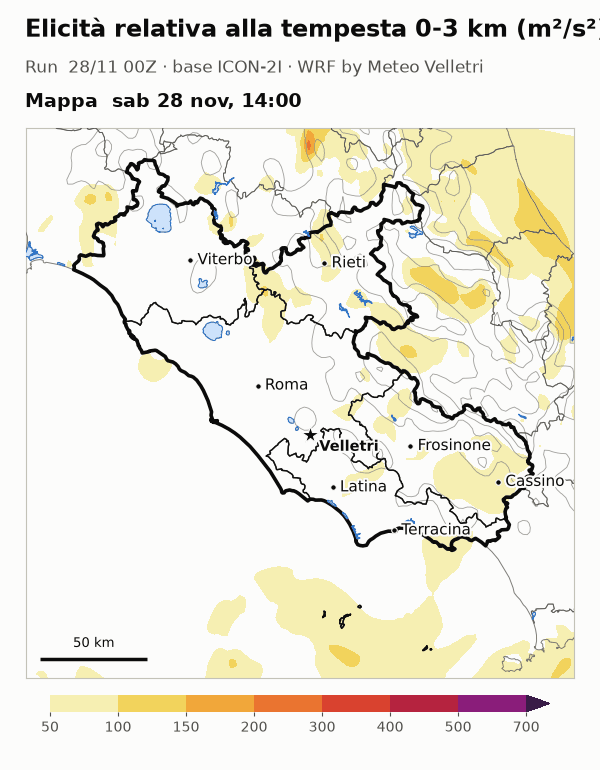 Elicità relativa alla tempesta 0-3 km (m²/s²)
Run 28/11 00Z · base ICON-2I · WRF by Meteo Velletri
Mappa sab 28 nov, 14:00
Viterbo
Rieti
Roma
Velletri
Frosinone
Cassino
Latina
Terracina
50 km
50 100 150 200 300 400 500 700